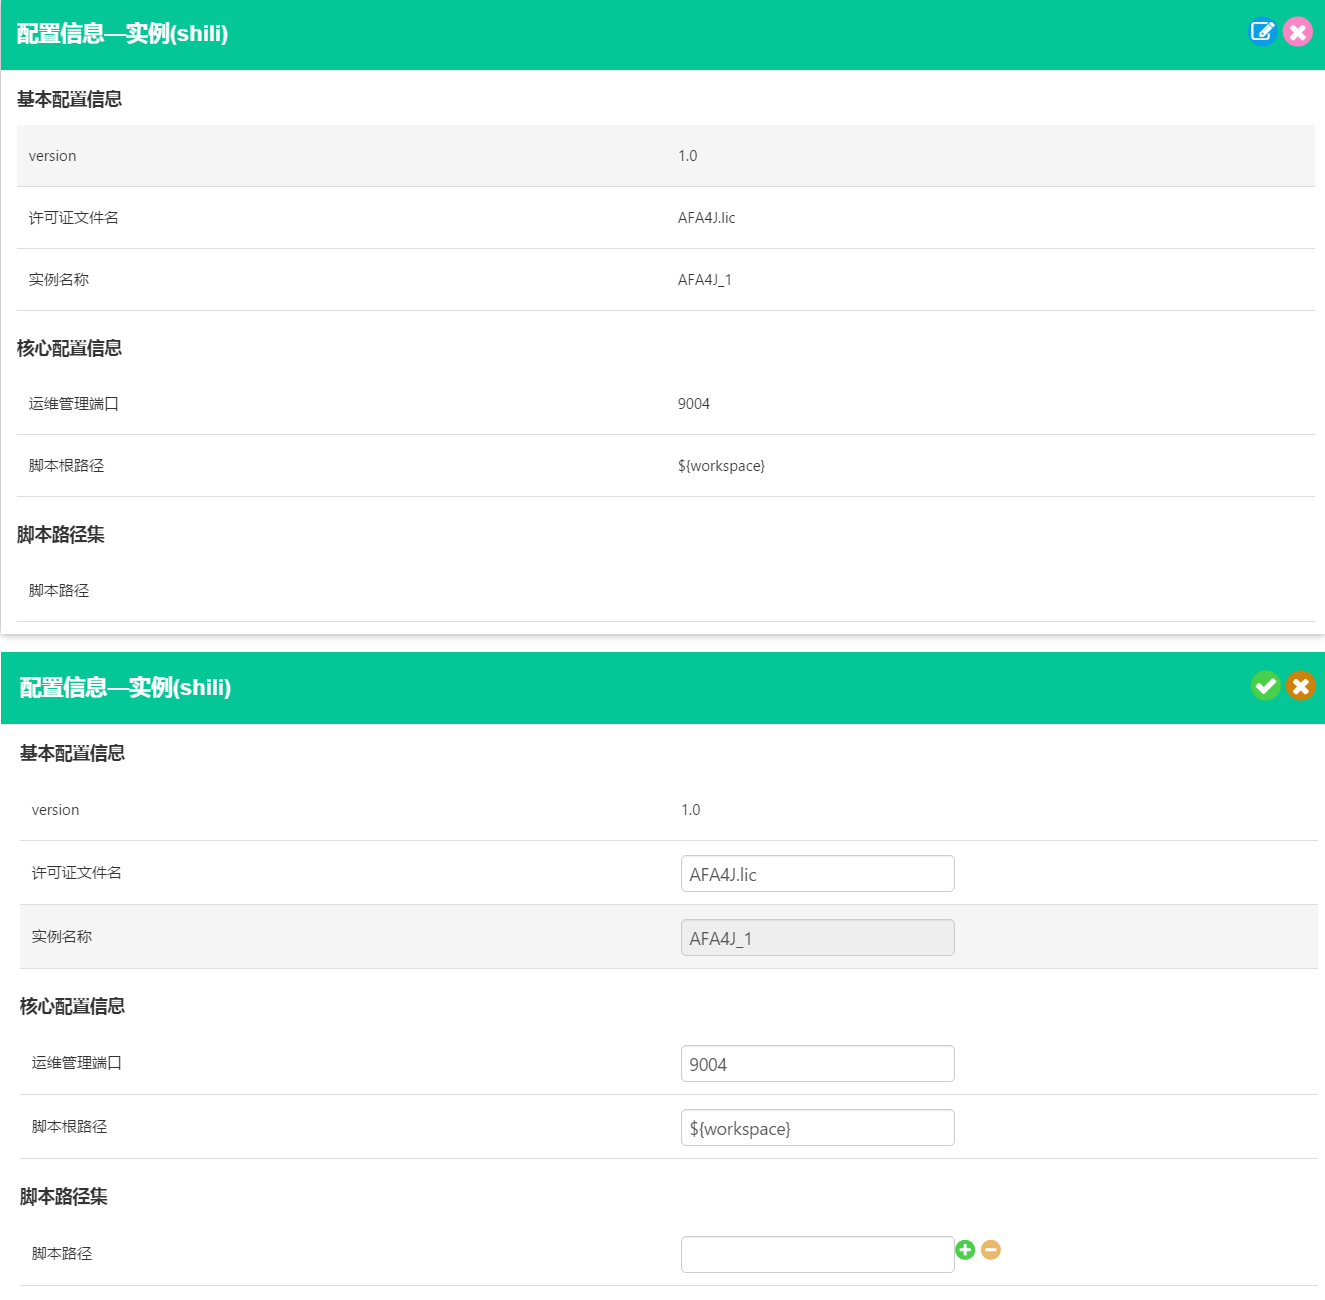 配置信息—实例(shili)
基本配置信息
version 1.0
许可证文件名 AFA4J.lic
实例名称 AFA4J_1
核心配置信息
运维管理端口 9004
脚本根路径 ${workspace}
脚本路径集
脚本路径
配置信息—实例(shili)
基本配置信息
version 1.0
许可证文件名 AFA4J.lic
实例名称 AFA4J_1
核心配置信息
运维管理端口 9004
脚本根路径 ${workspace}
脚本路径集
脚本路径